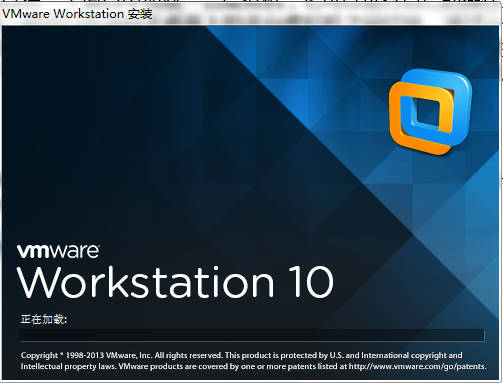 VMware Workstation 安装
vmware
Workstation 10
正在加载:
Copyright © 1998-2013 VMware, Inc. All rights reserved. This product is protected by U.S. and International copyright and
Intellectual property laws. VMware products are covered by one or more patents listed at http://www.vmware.com/go/patents.